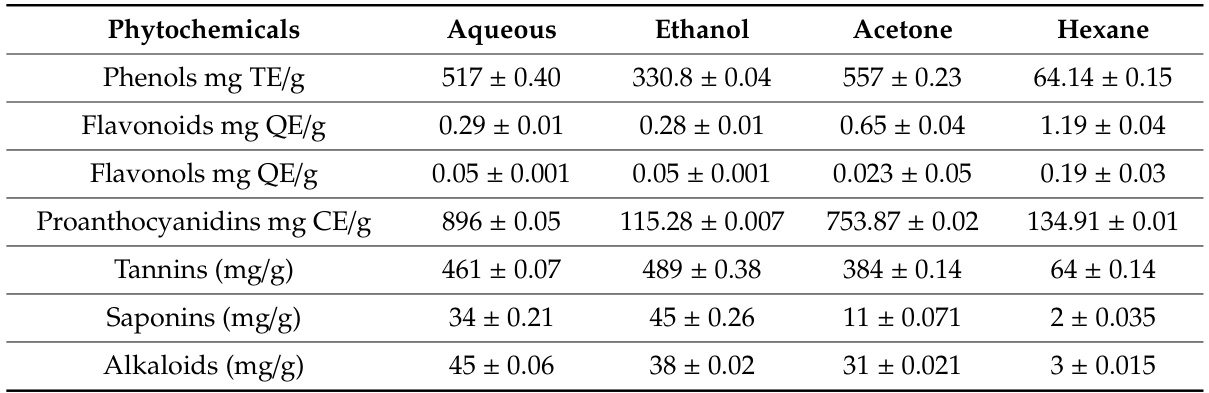 Phytochemicals Aqueous Ethanol Acetone Hexane
Phenols mg TE/g 517 ± 0.40 330.8 ± 0.04 557 ± 0.23 64.14 ± 0.15
Flavonoids mg QE/g 0.29 ± 0.01 0.28 ± 0.01 0.65 ± 0.04 1.19 ± 0.04
Flavonols mg QE/g 0.05 ± 0.001 0.05 ± 0.001 0.023 ± 0.05 0.19 ± 0.03
Proanthocyanidins mg CE/g 896 ± 0.05 115.28 ± 0.007 753.87 ± 0.02 134.91 ± 0.01
Tannins (mg/g) 461 ± 0.07 489 ± 0.38 384 ± 0.14 64 ± 0.14
Saponins (mg/g) 34 ± 0.21 45 ± 0.26 11 ± 0.071 2 ± 0.035
Alkaloids (mg/g) 45 ± 0.06 38 ± 0.02 31 ± 0.021 3 ± 0.015